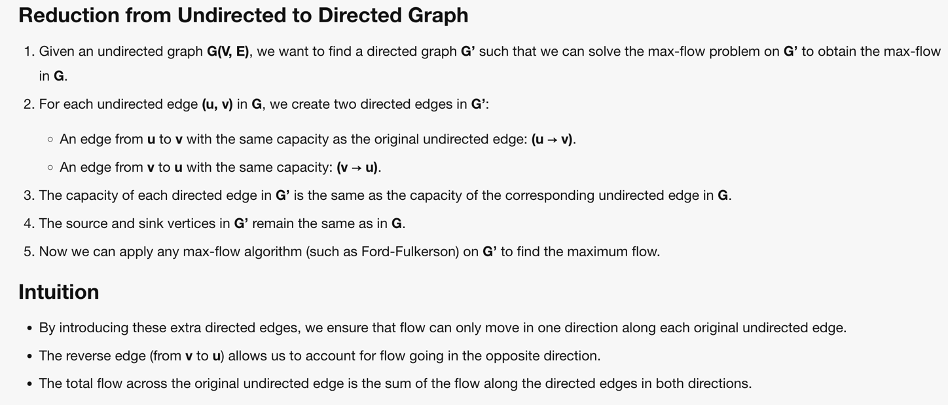 Reduction from Undirected to Directed Graph
1. Given an undirected graph G(V, E), we want to find a directed graph G’ such that we can solve the max-flow problem on G’ to obtain the max-flow
in G.
2. For each undirected edge (u, v) in G, we create two directed edges in G’:
○ An edge from u to v with the same capacity as the original undirected edge: (u → v).
○ An edge from v to u with the same capacity: (v → u).
3. The capacity of each directed edge in G’ is the same as the capacity of the corresponding undirected edge in G.
4. The source and sink vertices in G’ remain the same as in G.
5. Now we can apply any max-flow algorithm (such as Ford-Fulkerson) on G’ to find the maximum flow.
Intuition
• By introducing these extra directed edges, we ensure that flow can only move in one direction along each original undirected edge.
• The reverse edge (from v to u) allows us to account for flow going in the opposite direction.
• The total flow across the original undirected edge is the sum of the flow along the directed edges in both directions.